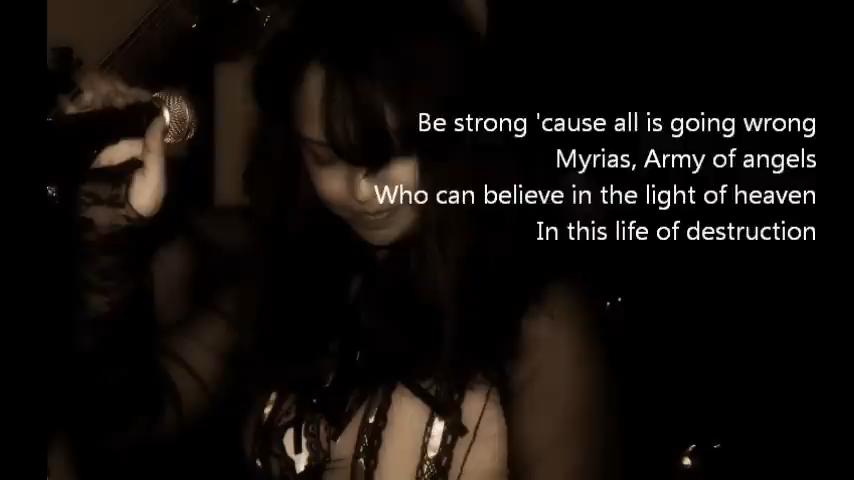 Be strong 'cause all is going wrong
Myrias, Army of angels
Who can believe in the light of heaven
In this life of destruction